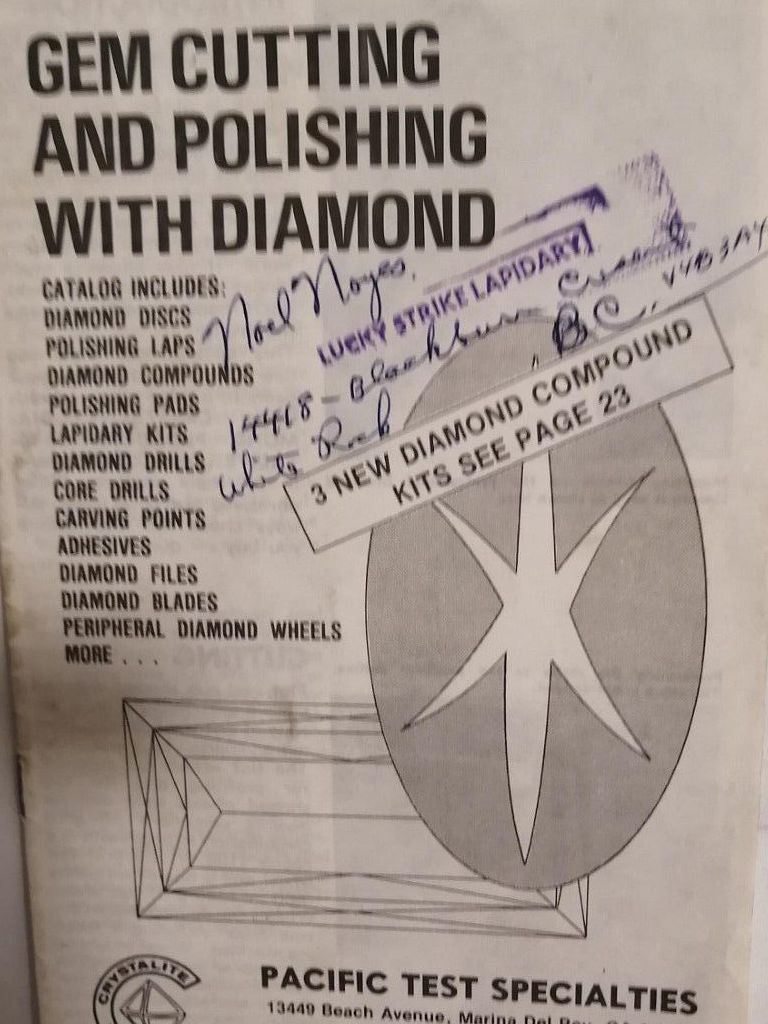 GEM CUTTING
AND POLISHING
WITH DIAMOND
CATALOG INCLUDES:
DIAMOND DISCS
POLISHING LAPS
DIAMOND COMPOUNDS
POLISHING PADS
LAPIDARY KITS
DIAMOND DRILLS
CORE DRILLS
CARVING POINTS
ADHESIVES
DIAMOND FILES
DIAMOND BLADES
PERIPHERAL DIAMOND WHEELS
MORE . . .
Noel Noyes.
LUCKY STRIKE LAPIDARY
14418 - Blackburn Crescent
White Rock, B.C. V4B 3A4
3 NEW DIAMOND COMPOUND
KITS SEE PAGE 23
CRYSTALITE
PACIFIC TEST SPECIALTIES
13449 Beach Avenue, Marina Del